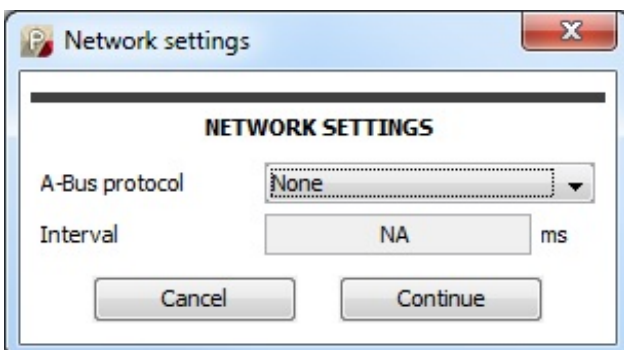 Network settings
NETWORK SETTINGS
A-Bus protocol None
Interval NA ms
Cancel Continue